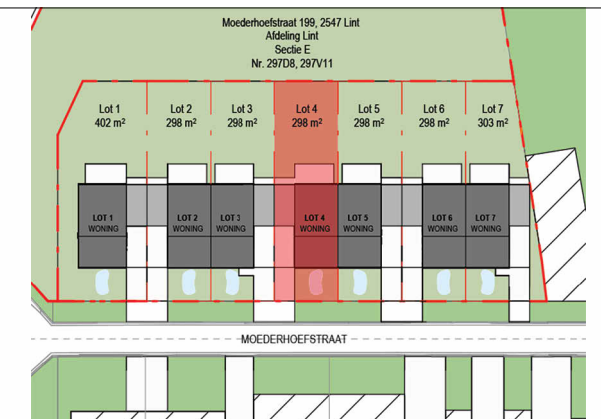 Moederhoefstraat 199, 2547 Lint
Afdeling Lint
Sectie E
Nr. 297D8, 297V11
Lot 1
402 m²
Lot 2
298 m²
Lot 3
298 m²
Lot 4
298 m²
Lot 5
298 m²
Lot 6
298 m²
Lot 7
303 m²
LOT 1
WONING
LOT 2
WONING
LOT 3
WONING
LOT 4
WONING
LOT 5
WONING
LOT 6
WONING
LOT 7
WONING
MOEDERHOEFSTRAAT